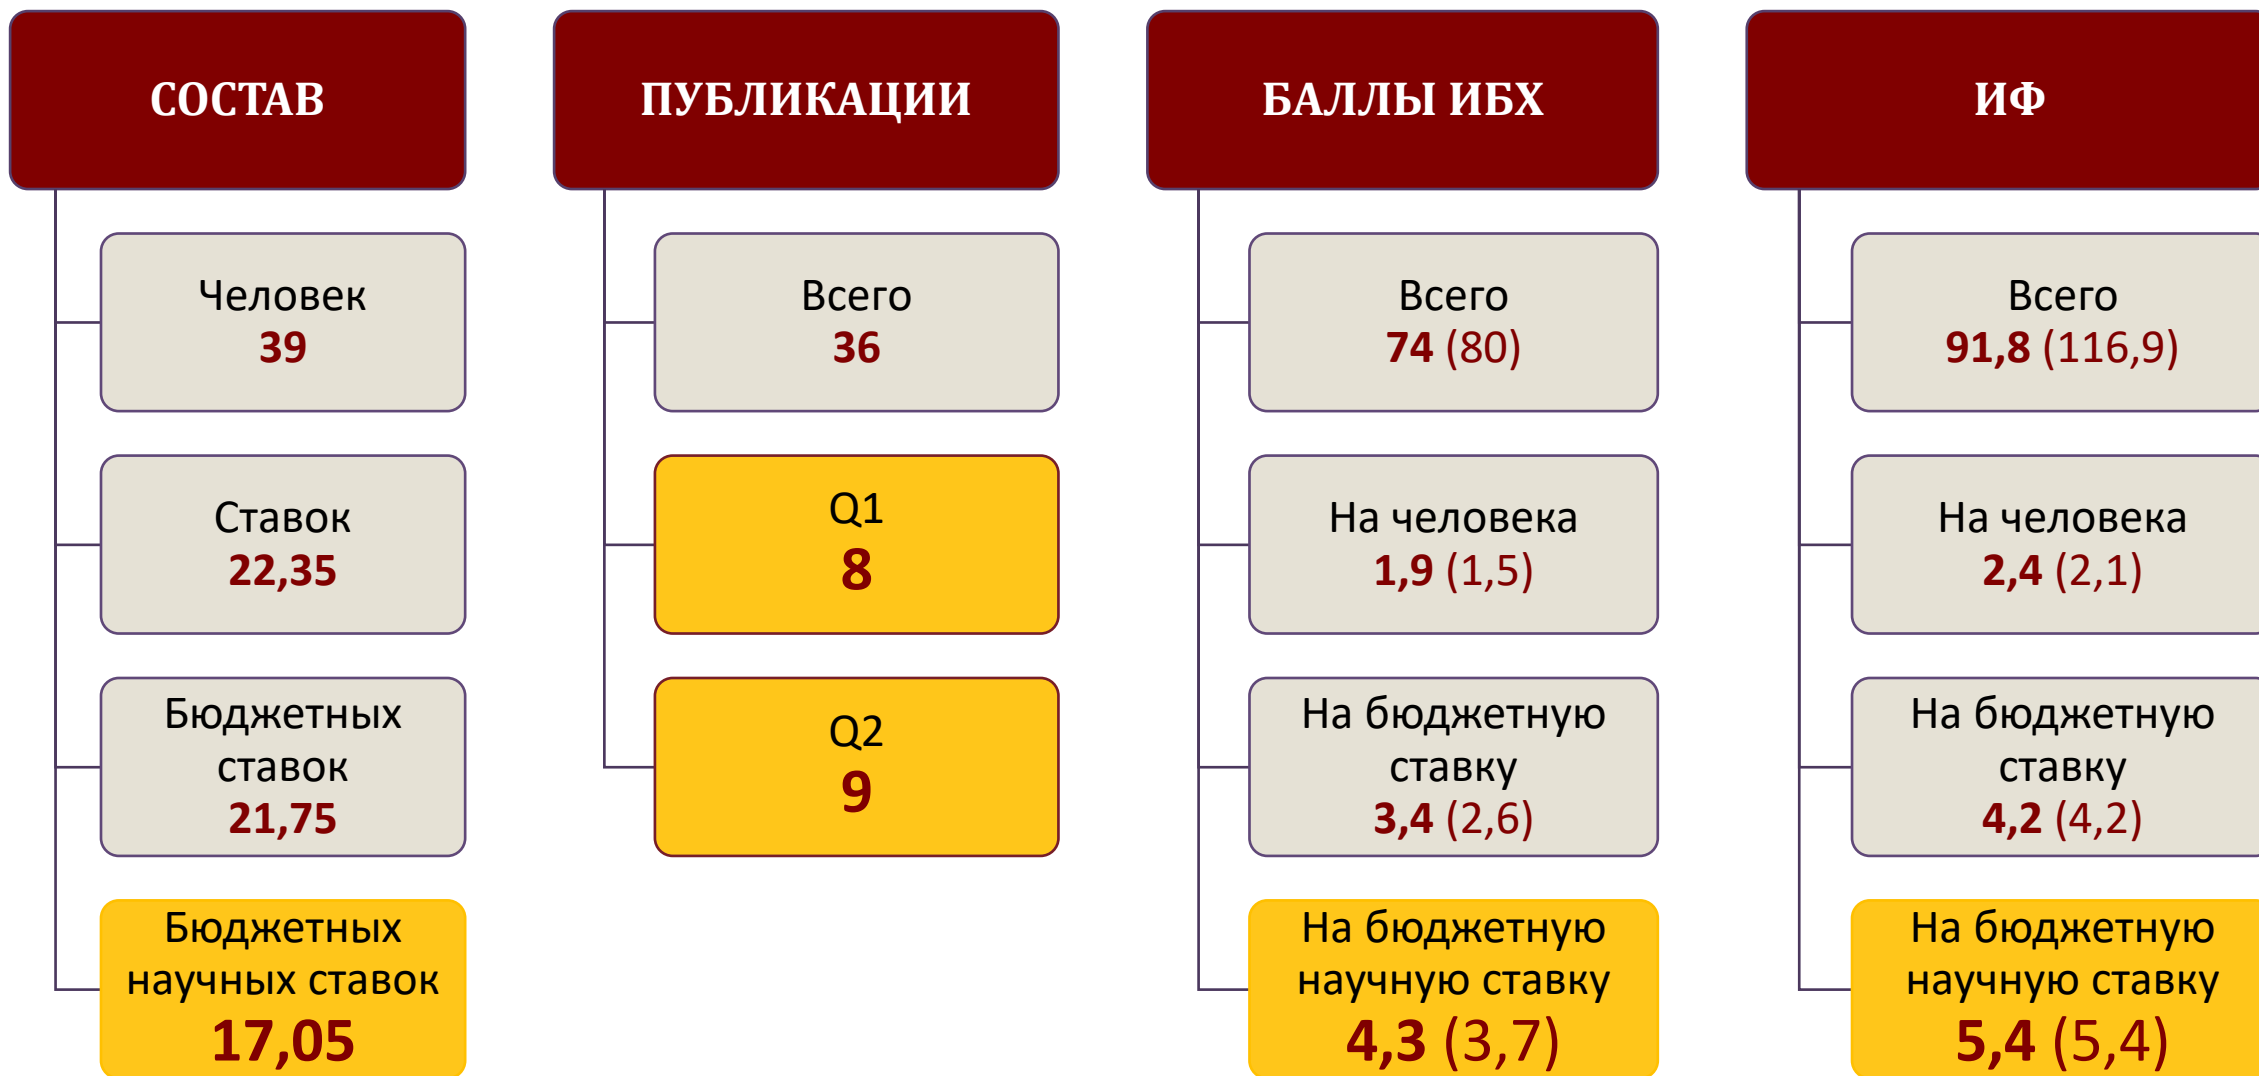 СОСТАВ
Человек
39
Ставок
22,35
Бюджетных
ставок
21,75
Бюджетных
научных ставок
17,05
ПУБЛИКАЦИИ
Всего
36
Q1
8
Q2
9
БАЛЛЫ ИБХ
Всего
74 (80)
На человека
1,9 (1,5)
На бюджетную
ставку
3,4 (2,6)
На бюджетную
научную ставку
4,3 (3,7)
ИФ
Всего
91,8 (116,9)
На человека
2,4 (2,1)
На бюджетную
ставку
4,2 (4,2)
На бюджетную
научную ставку
5,4 (5,4)